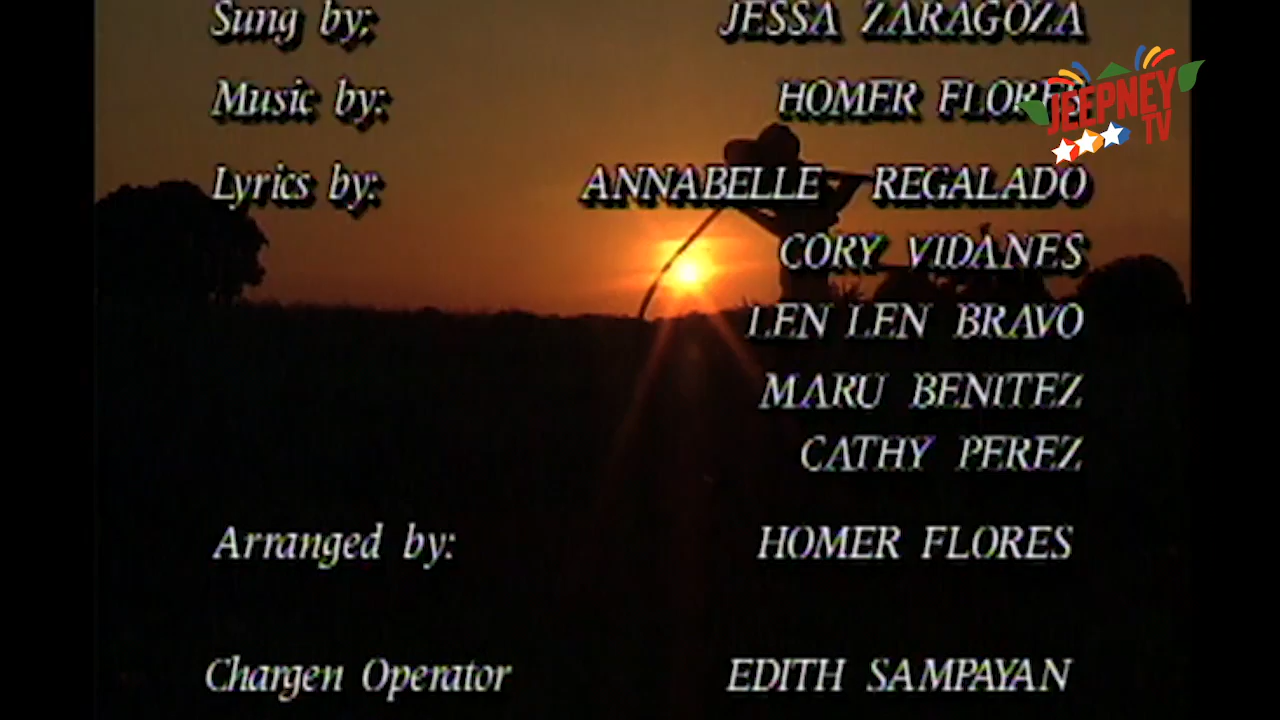 Sung by: JESSA ZARAGOZA
Music by: HOMER FLORES
JEEPNEY
TV
Lyrics by: ANNABELLE REGALADO
CORY VIDANES
LEN LEN BRAVO
MARU BENITEZ
CATHY PEREZ
Arranged by: HOMER FLORES
Chargen Operator EDITH SAMPAYAN